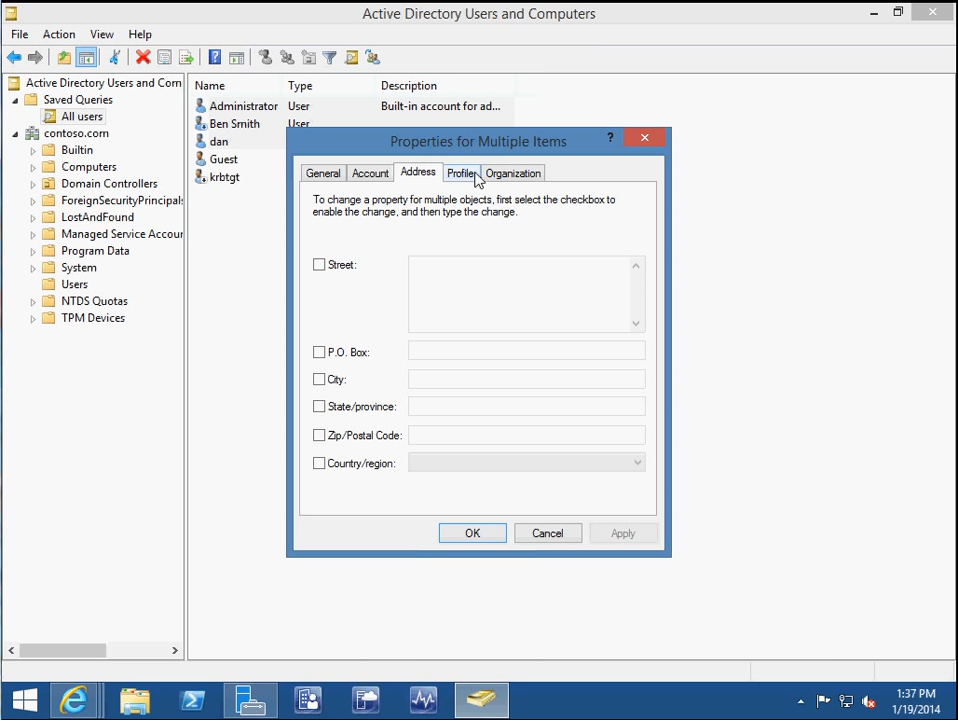 Active Directory Users and Computers
File Action View Help
Active Directory Users and Com
Saved Queries
All users
contoso.com
Builtin
Computers
Domain Controllers
ForeignSecurityPrincipals
LostAndFound
Managed Service Accour
Program Data
System
Users
NTDS Quotas
TPM Devices
Name Type Description
Administrator User Built-in account for ad...
Ben Smith User
dan
Guest
krbtgt
Properties for Multiple Items
?
General Account Address Profile Organization
To change a property for multiple objects, first select the checkbox to
enable the change, and then type the change.
Street:
P.O. Box:
City:
State/province:
Zip/Postal Code:
Country/region:
OK Cancel Apply
1:37 PM
1/19/2014